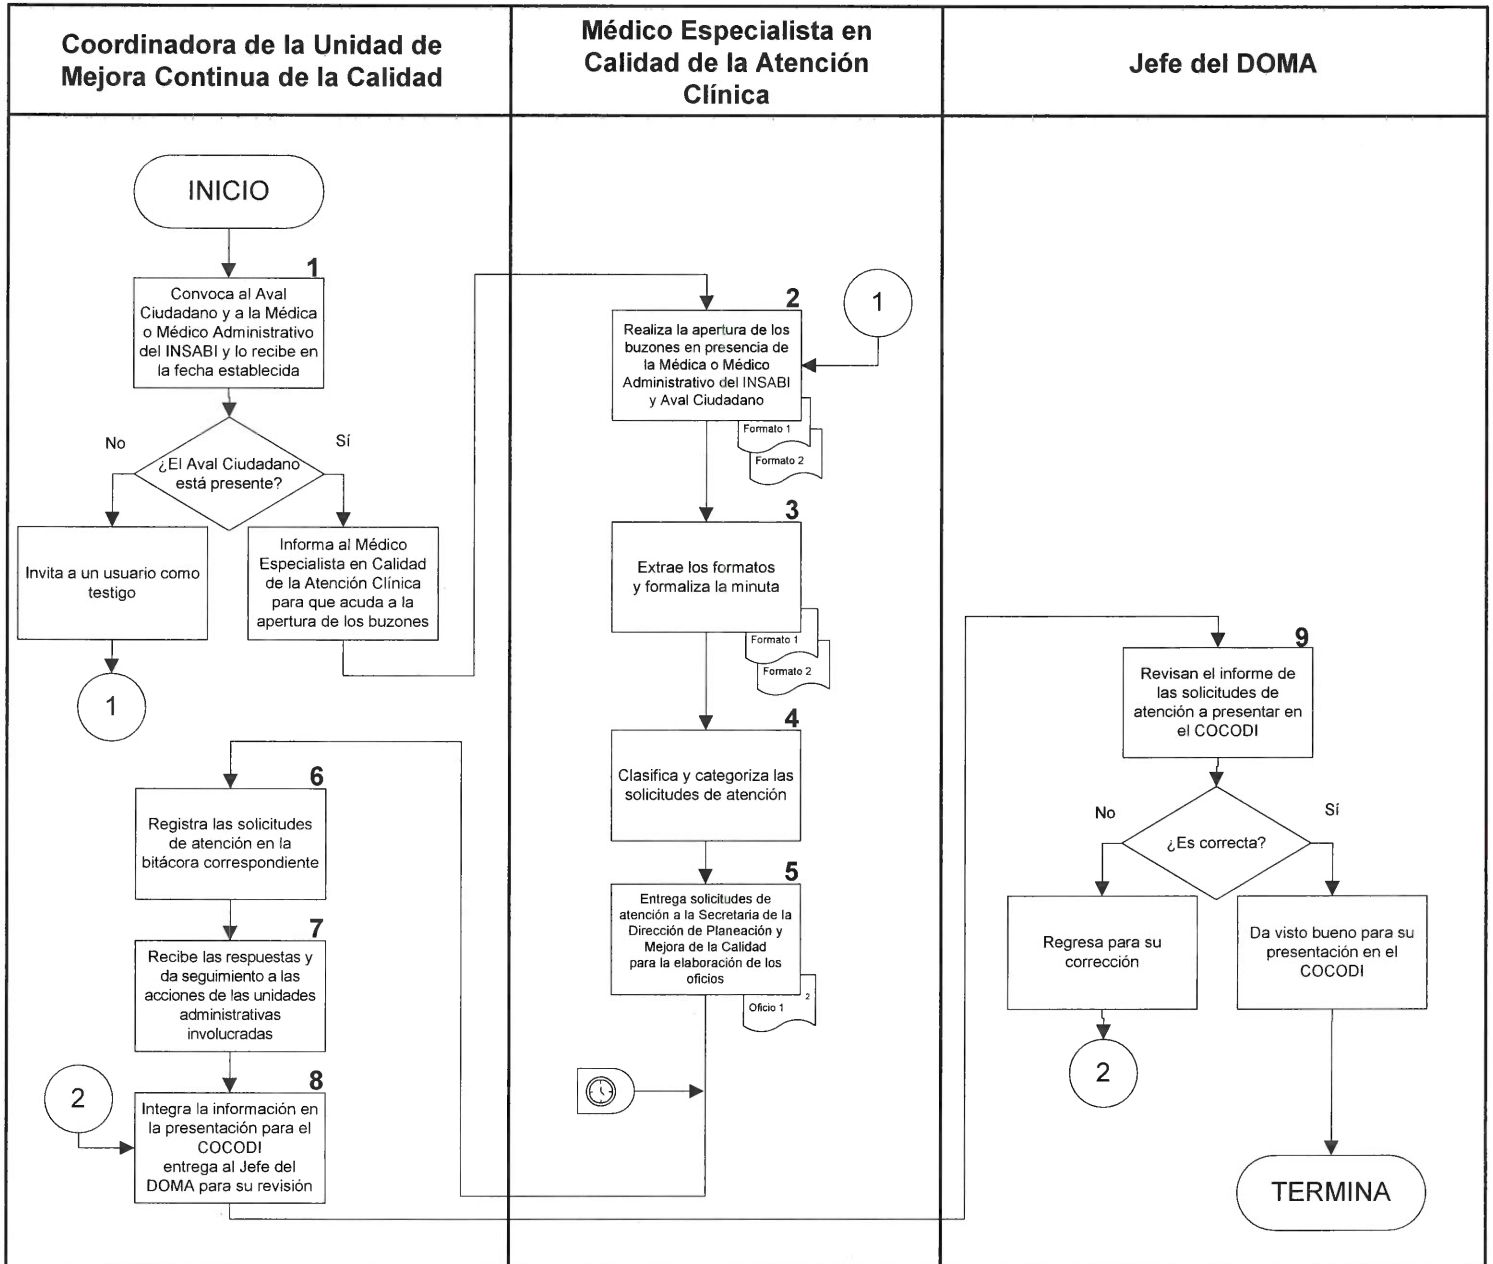 Coordinadora de la Unidad de
Mejora Continua de la Calidad
Médico Especialista en
Calidad de la Atención
Clínica
Jefe del DOMA
INICIO
1
Convoca al Aval
Ciudadano y a la Médica
o Médico Administrativo
del INSABI y lo recibe en
la fecha establecida
No
Sí
¿El Aval Ciudadano
está presente?
Invita a un usuario como
testigo
1
Informa al Médico
Especialista en Calidad
de la Atención Clínica
para que acuda a la
apertura de los buzones
2
1
Realiza la apertura de los
buzones en presencia de
la Médica o Médico
Administrativo del INSABI
y Aval Ciudadano
Formato 1
Formato 2
3
Extrae los formatos
y formaliza la minuta
Formato 1
Formato 2
4
Clasifica y categoriza las
solicitudes de atención
5
Entrega solicitudes de
atención a la Secretaria de la
Dirección de Planeación y
Mejora de la Calidad
para la elaboración de los
oficios
2
Oficio 1
6
Registra las solicitudes
de atención en la
bitácora correspondiente
7
Recibe las respuestas y
da seguimiento a las
acciones de las unidades
administrativas
involucradas
8
2
Integra la información en
la presentación para el
COCODI
entrega al Jefe del
DOMA para su revisión
9
Revisan el informe de
las solicitudes de
atención a presentar en
el COCODI
No
Sí
¿Es correcta?
Regresa para su
corrección
2
Da visto bueno para su
presentación en el
COCODI
TERMINA